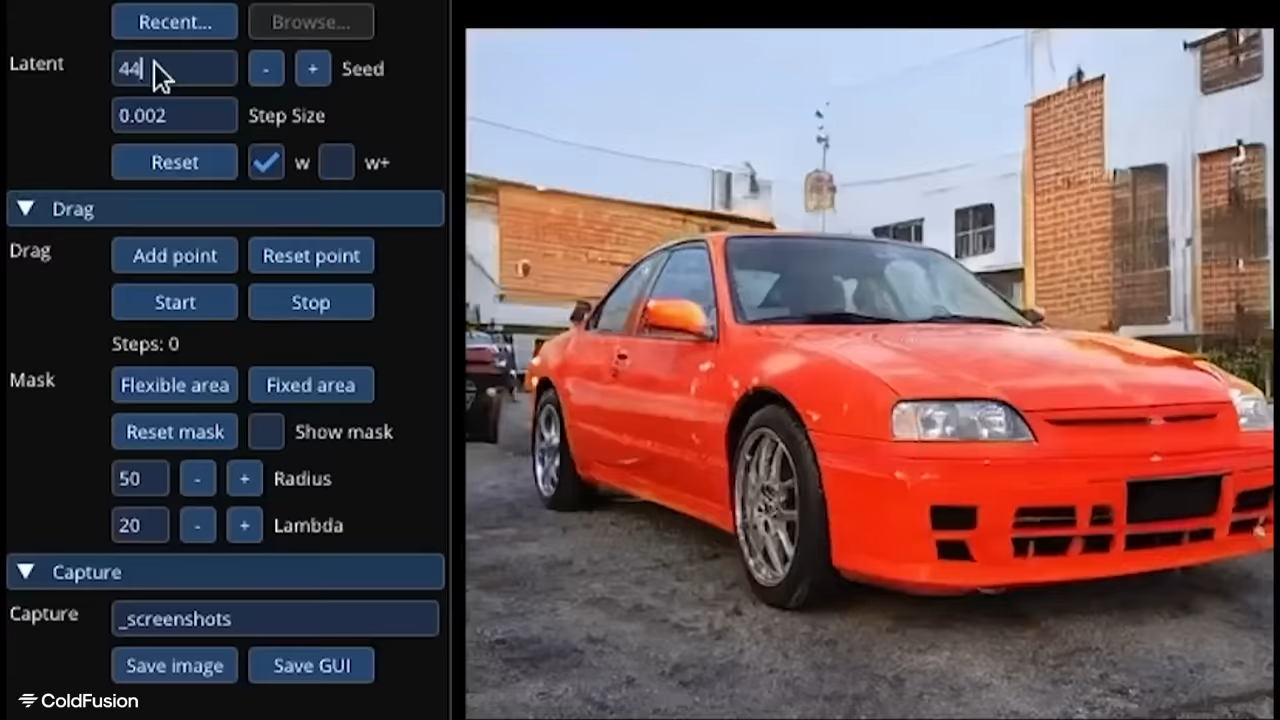 Recent... Browse...
Latent 44 - + Seed
0.002 Step Size
Reset w w+
Drag
Drag Add point Reset point
Start Stop
Steps: 0
Mask Flexible area Fixed area
Reset mask Show mask
50 - + Radius
20 - + Lambda
Capture
Capture _screenshots
Save image Save GUI
ColdFusion